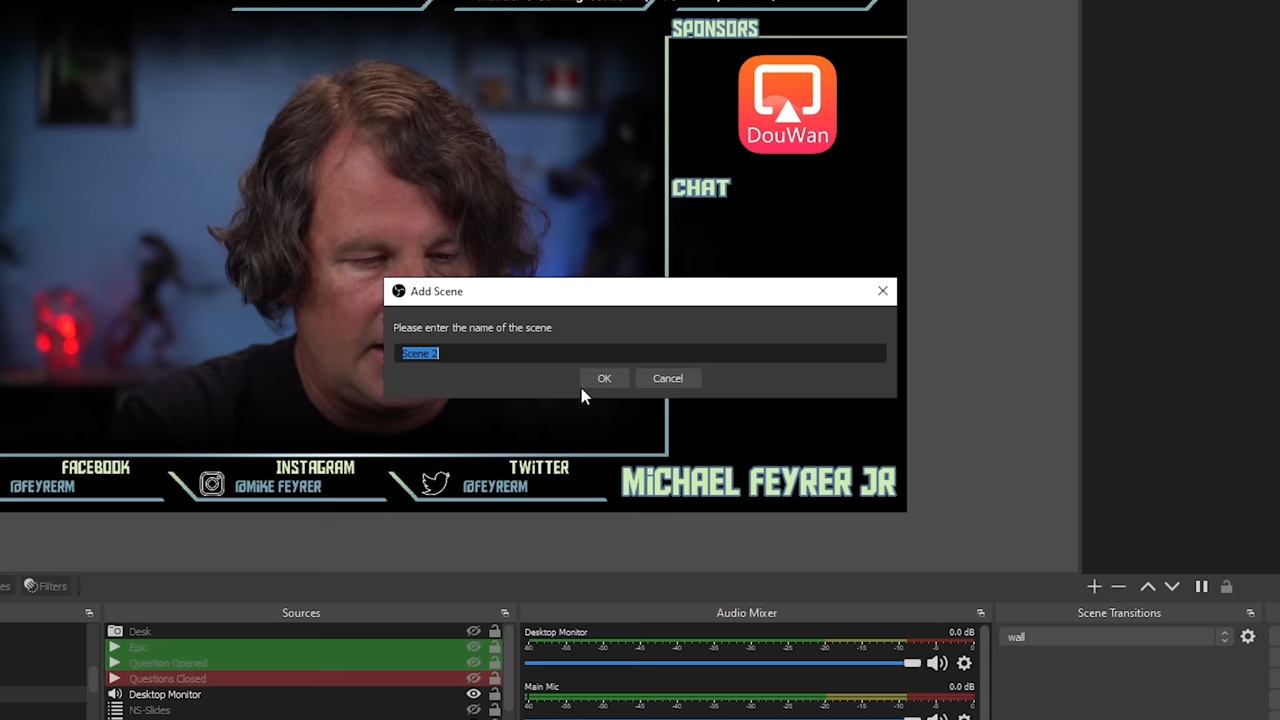 SPONSORS
DouWan
CHAT
Add Scene
Please enter the name of the scene
Scene 2
OK
Cancel
FACEBOOK
@FEYRERM
INSTAGRAM
@MIKE FEYRER
TWITTER
@FEYRERM
MICHAEL FEYRER JR
Filters
Sources
Audio Mixer
Scene Transitions
Desk
Epic
Question Opened
Questions Closed
Desktop Monitor
NS-Slides
Desktop Monitor
0.0 dB
Main Mic
0.0 dB
wall